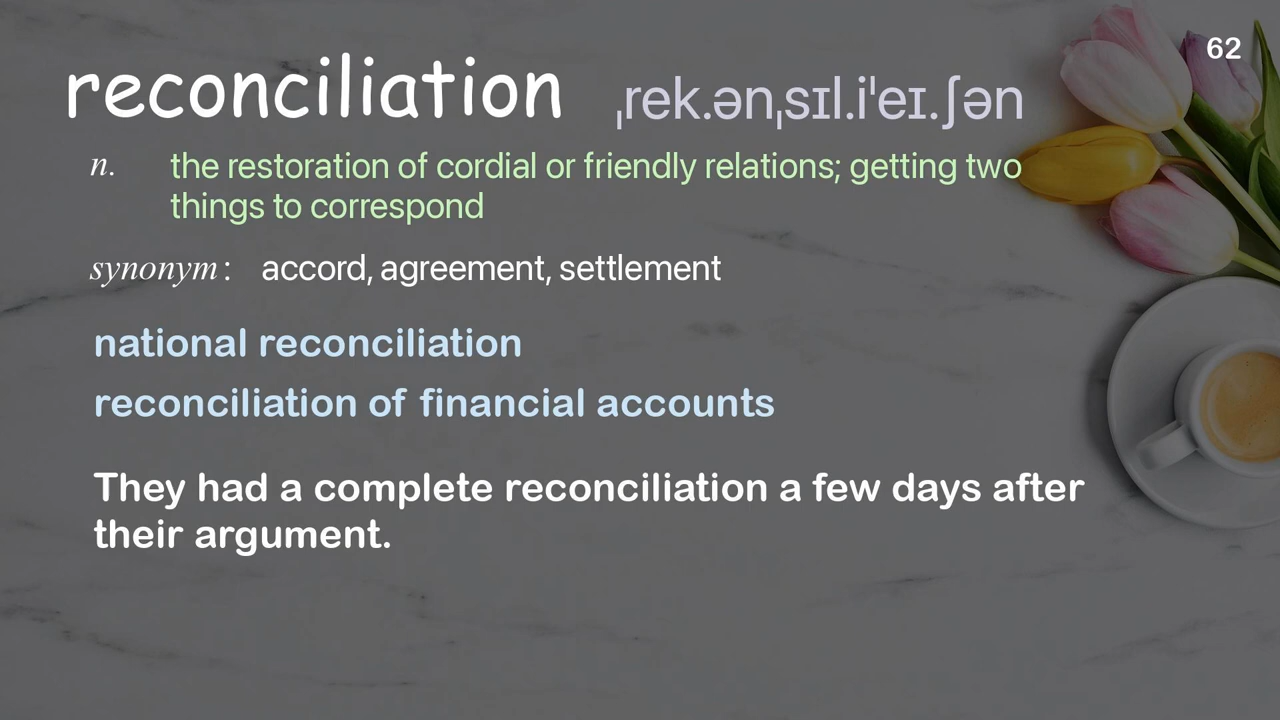 62
reconciliation ˌrek.ənˌsɪl.iˈeɪ.ʃən
n. the restoration of cordial or friendly relations; getting two
things to correspond
synonym: accord, agreement, settlement
national reconciliation
reconciliation of financial accounts
They had a complete reconciliation a few days after
their argument.